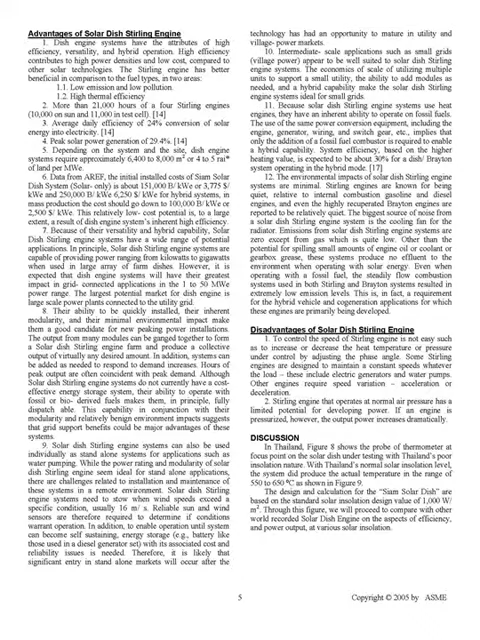 Advantages of Solar Dish Stirling Engine
1. Dish engine systems have the attributes of high
efficiency, versatility, and hybrid operation. High efficiency
contributes to high power densities and low cost, compared to
other solar technologies. The Stirling engine has better
beneficial in comparison to the fuel types, in two areas:
1.1. Low emission and low pollution
1.2. High thermal efficiency
2. More than 21,000 hours of a four Stirling engines
(10,000 on sun and 11,000 in test cell). [14]
3. Average daily efficiency of 24% conversion of solar
energy into electricity. [14]
4. Peak solar power generation of 29.4%. [14]
5. Depending on the system and the site, dish engine
systems require approximately 6,400 to 8,000 m² or 4 to 5 rai*
of land per MWe.
6. Data from AREF, the initial installed costs of Siam Solar
Dish System (Solar- only) is about 151,000 B/ kWe or 3,775 $/
kWe and 250,000 B/ kWe 6,250 $/ kWe for hybrid systems, in
mass production the cost should go down to 100,000 B/ kWe or
2,500 $/ kWe. This relatively low- cost potential is, to a large
extent, a result of dish engine system's inherent high efficiency.
7. Because of their versatility and hybrid capability, Solar
Dish Stirling engine systems have a wide range of potential
applications. In principle, Solar dish Stirling engine systems are
capable of providing power ranging from kilowatts to gigawatts
when used in large array of farm dishes. However, it is
expected that dish engine systems will have their greatest
impact in grid- connected applications in the 1 to 50 MWe
power range. The largest potential market for dish engine is
large scale power plants connected to the utility grid.
8. Their ability to be quickly installed, their inherent
modularity, and their minimal environmental impact make
them a good candidate for new peaking power installations.
The output from many modules can be ganged together to form
a Solar dish Stirling engine farm and produce a collective
output of virtually any desired amount. In addition, systems can
be added as needed to respond to demand increases. Hours of
peak output are often coincident with peak demand. Although
Solar dish Stirling engine systems do not currently have a cost-
effective energy storage system, their ability to operate with
fossil or bio- derived fuels makes them, in principle, fully
dispatch able. This capability in conjunction with their
modularity and relatively benign environment impacts suggests
that grid support benefits could be major advantages of these
systems.
9. Solar dish Stirling engine systems can also be used
individually as stand alone systems for applications such as
water pumping. While the power rating and modularity of solar
dish Stirling engine seem ideal for stand alone applications,
there are challenges related to installation and maintenance of
these systems in a remote environment. Solar dish Stirling
engine systems need to stow when wind speeds exceed a
specific condition, usually 16 m/ s. Reliable sun and wind
sensors are therefore required to determine if conditions
warrant operation. In addition, to enable operation until system
can become self sustaining, energy storage (e.g., battery like
those used in a diesel generator set) with its associated cost and
reliability issues is needed. Therefore, it is likely that
significant entry in stand alone markets will occur after the
technology has had an opportunity to mature in utility and
village- power markets.
10. Intermediate- scale applications such as small grids
(village power) appear to be well suited to solar dish Stirling
engine systems. The economics of scale of utilizing multiple
units to support a small utility, the ability to add modules as
needed, and a hybrid capability make the solar dish Stirling
engine systems ideal for small grids.
11. Because solar dish Stirling engine systems use heat
engines, they have an inherent ability to operate on fossil fuels.
The use of the same power conversion equipment, including the
engine, generator, wiring, and switch gear, etc., implies that
only the addition of a fossil fuel combustor is required to enable
a hybrid capability. System efficiency, based on the higher
heating value, is expected to be about 30% for a dish/ Brayton
system operating in the hybrid mode. [17]
12. The environmental impacts of solar dish Stirling engine
systems are minimal. Stirling engines are known for being
quiet, relative to internal combustion gasoline and diesel
engines, and even the highly recuperated Brayton engines are
reported to be relatively quiet. The biggest source of noise from
a solar dish Stirling engine system is the cooling fan for the
radiator. Emissions from solar dish Stirling engine systems are
zero except from gas which is quite low. Other than the
potential for spilling small amounts of engine oil or coolant or
gearbox grease, these systems produce no effluent to the
environment when operating with solar energy. Even when
operating with a fossil fuel, the steadily flow combustion
systems used in both Stirling and Brayton systems resulted in
extremely low emissions levels. This is, in fact, a requirement
for the hybrid vehicle and cogeneration applications for which
these engines are primarily being developed.
Disadvantages of Solar Dish Stirling Engine
1. To control the speed of Stirling engine is not easy such
as to increase or decrease the heat temperature or pressure
under control by adjusting the phase angle. Some Stirling
engines are designed to maintain a constant speeds whatever
the load – these include electric generators and water pumps.
Other engines require speed variation – acceleration or
deceleration.
2. Stirling engine that operates at normal air pressure has a
limited potential for developing power. If an engine is
pressurized, however, the output power increases dramatically.
DISCUSSION
In Thailand, Figure 8 shows the probe of thermometer at
focus point on the solar dish under testing with Thailand's poor
insolation nature. With Thailand's normal solar insolation level,
the system did produce the actual temperature in the range of
550 to 650 °C as shown in Figure 9.
The design and calculation for the "Siam Solar Dish" are
based on the standard solar insolation design value of 1,000 W/
m². Through this figure, we will proceed to compare with other
world recorded Solar Dish Engine on the aspects of efficiency,
and power output, at various solar insolation.
5
Copyright © 2005 by ASME